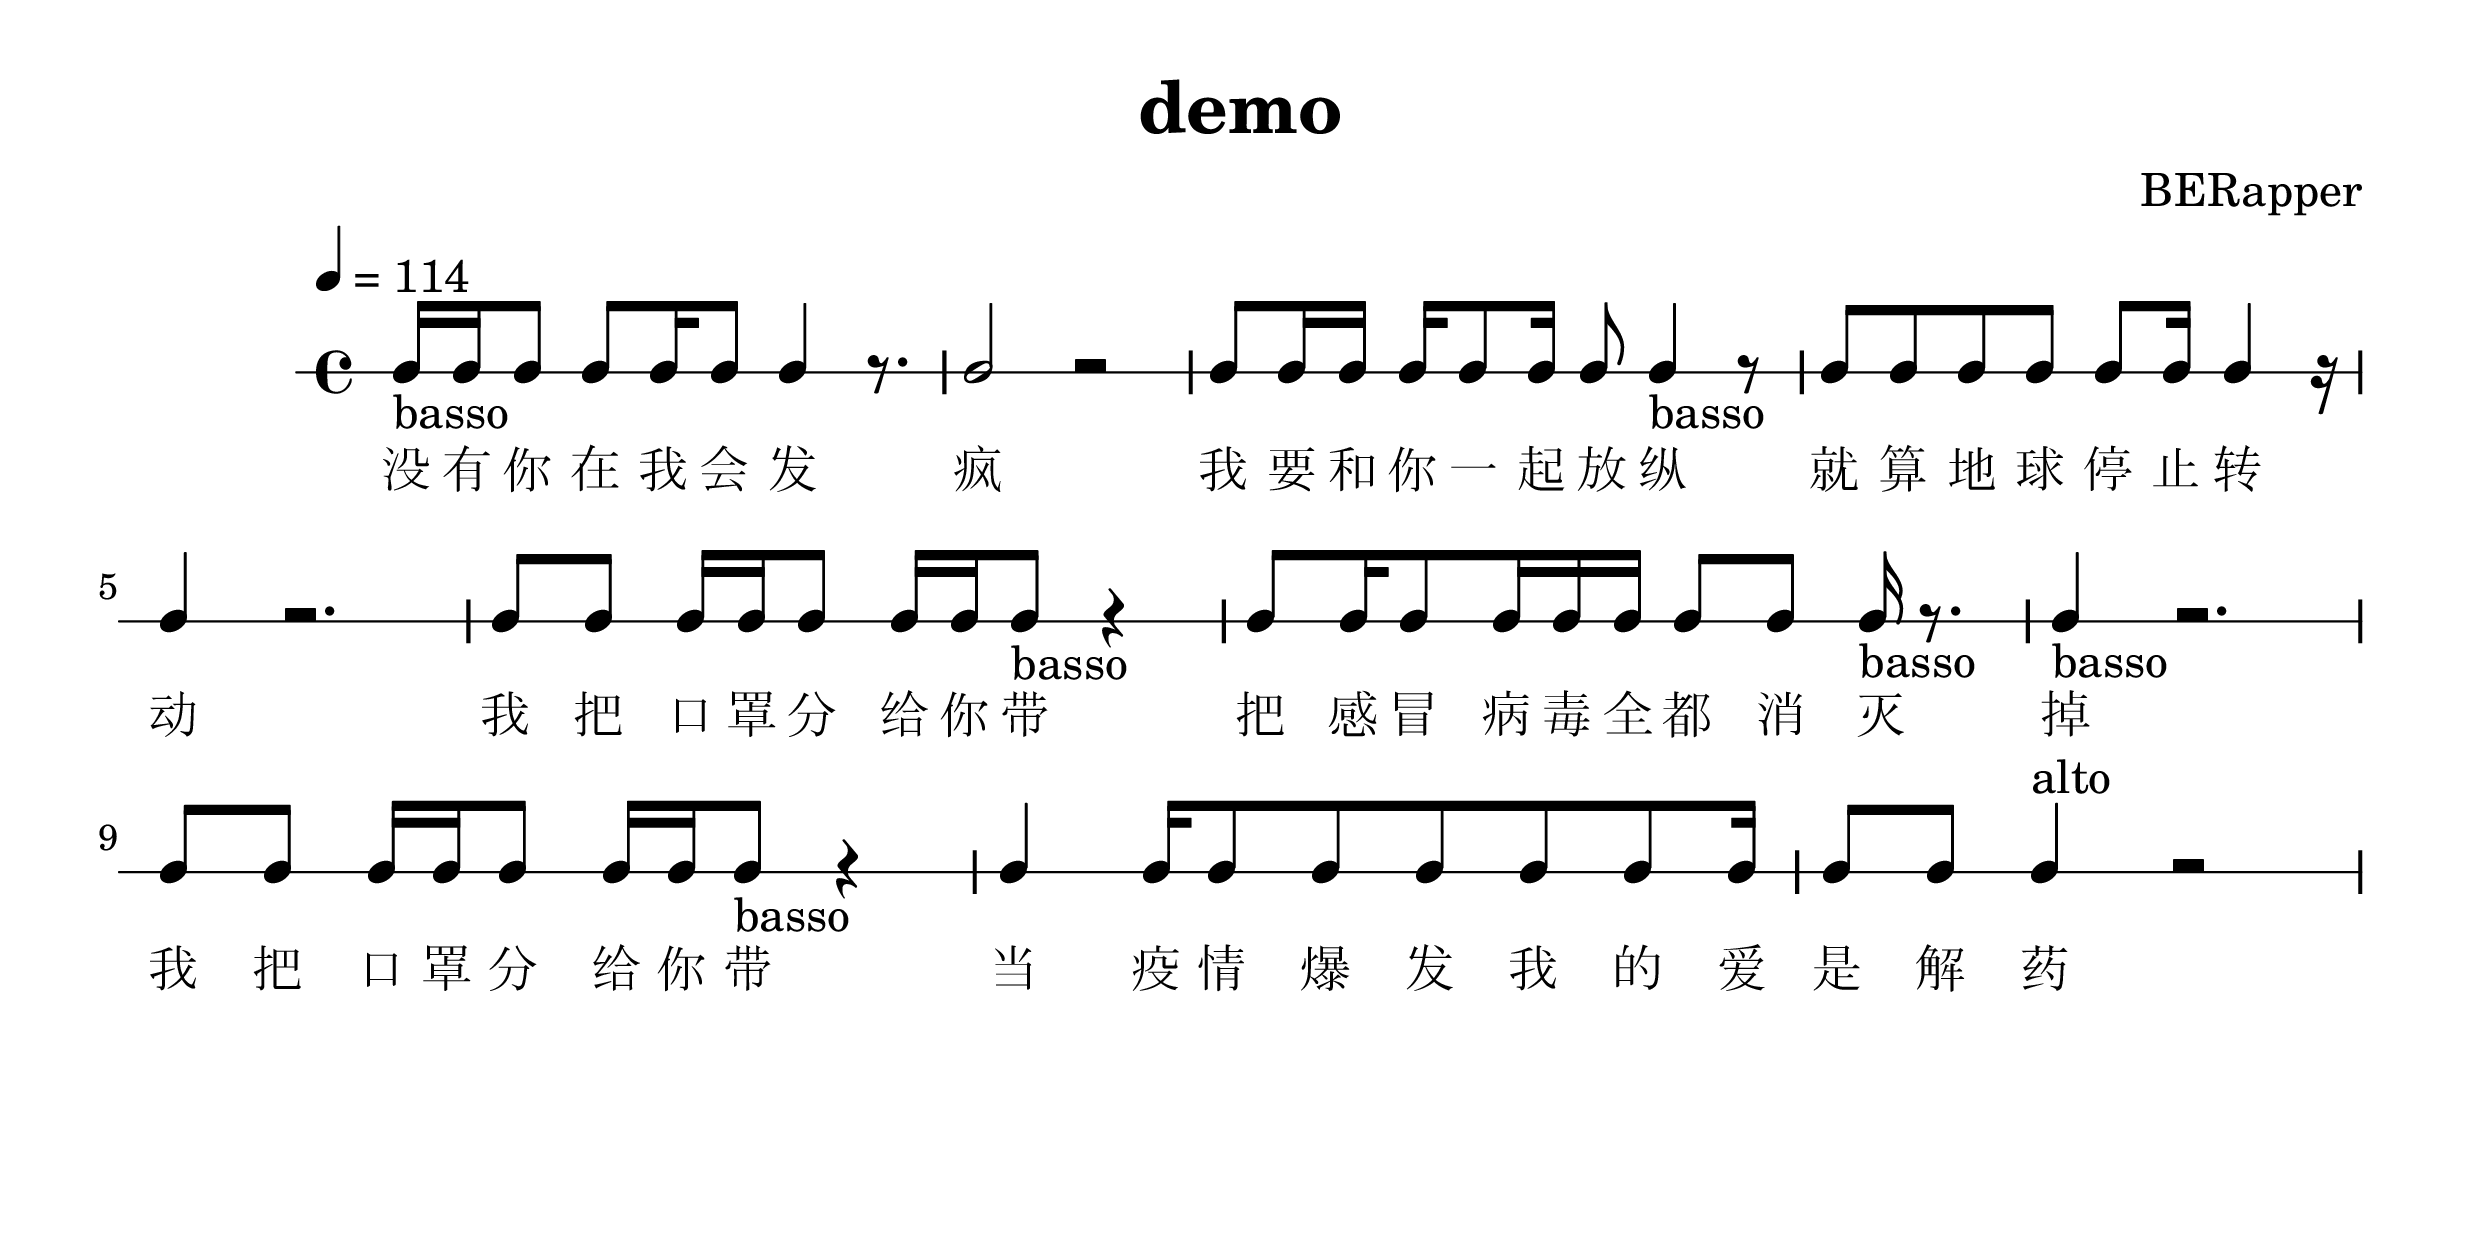 demo
BERapper
= 114
basso basso
没有你在我会发 疯 我要和你一起放纵 就算地球停止转
5
basso basso basso
动 我把口罩分给你带 把感冒病毒全都消灭 掉
alto
9
basso
我把口罩分给你带 当疫情爆发我的爱是解药